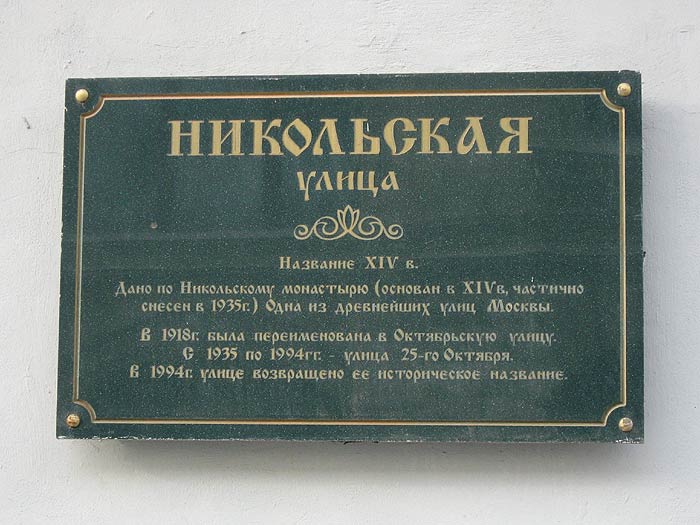 НИКОЛЬСКАЯ
УЛИЦА
Название XIV в.
Дано по Никольскому монастырю (основан в XIVв, частично
снесен в 1935г.) Одна из древнейших улиц Москвы.
В 1918г. была переименована в Октябрьскую улицу.
С 1935 по 1994гг. - улица 25-го Октября.
В 1994г. улице возвращено ее историческое название.